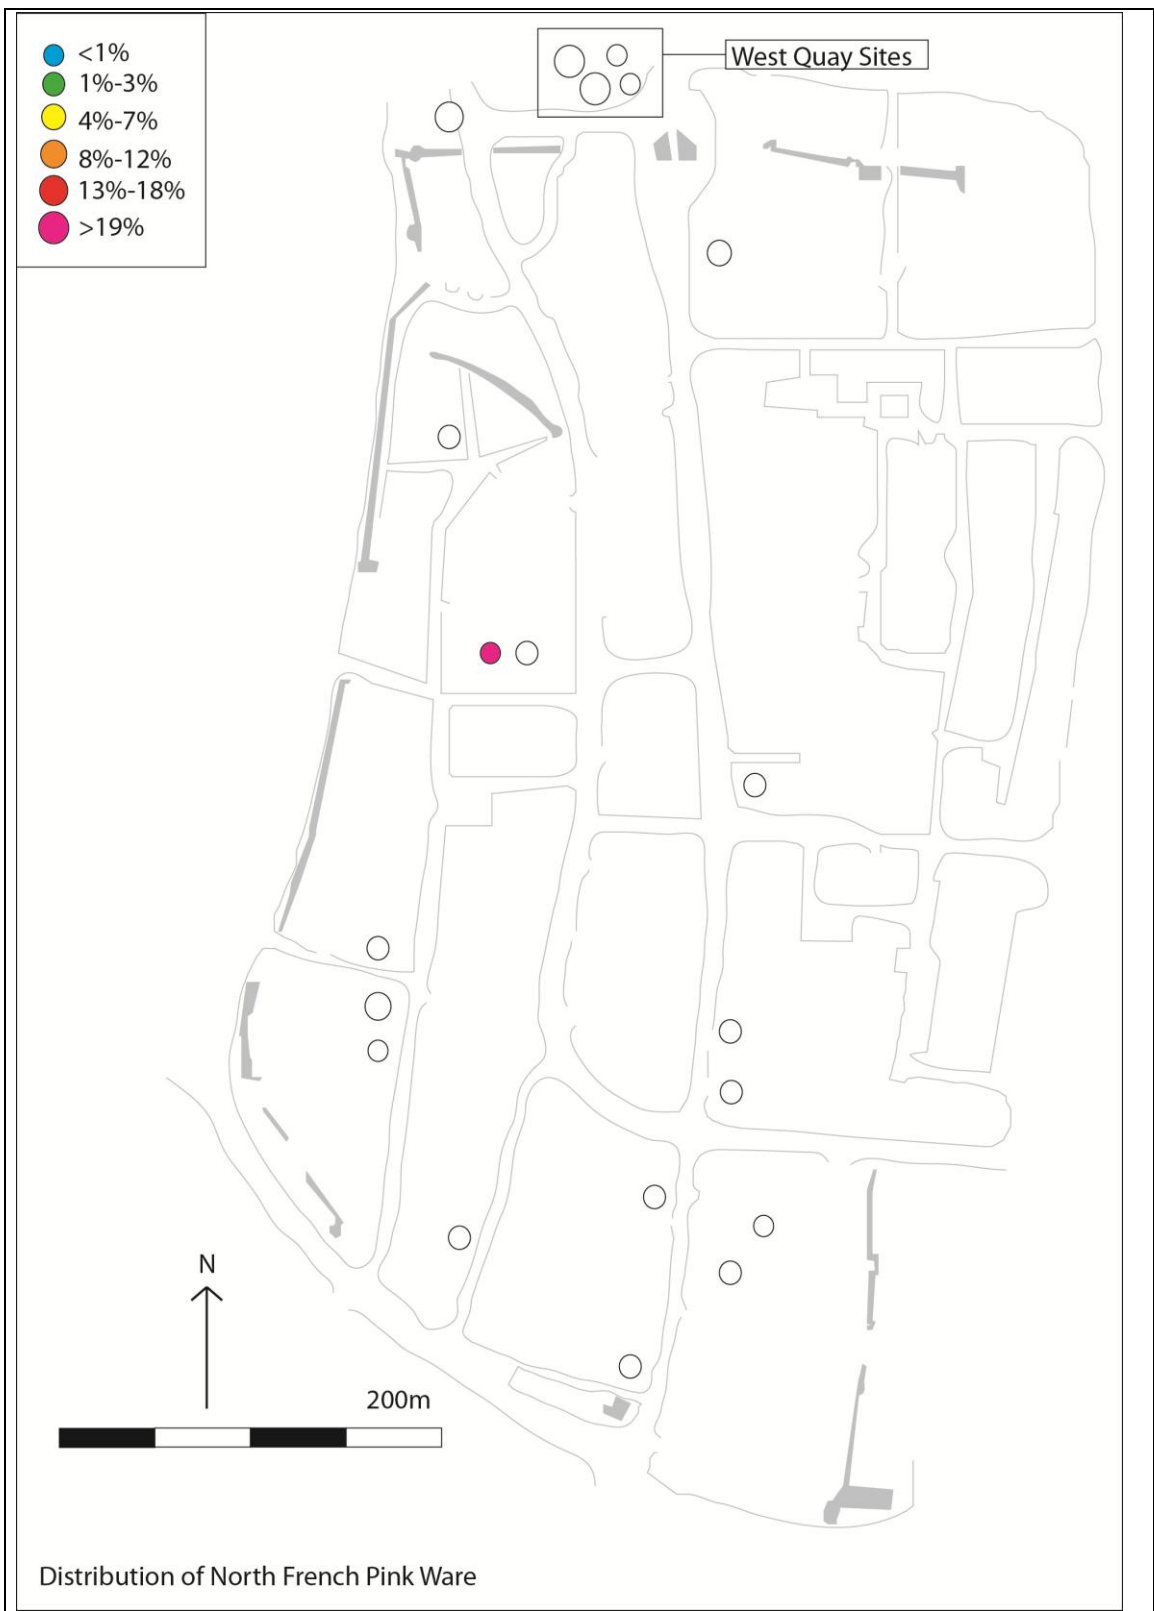 <1%
1%-3%
4%-7%
8%-12%
13%-18%
>19%
West Quay Sites
N
200m
Distribution of North French Pink Ware